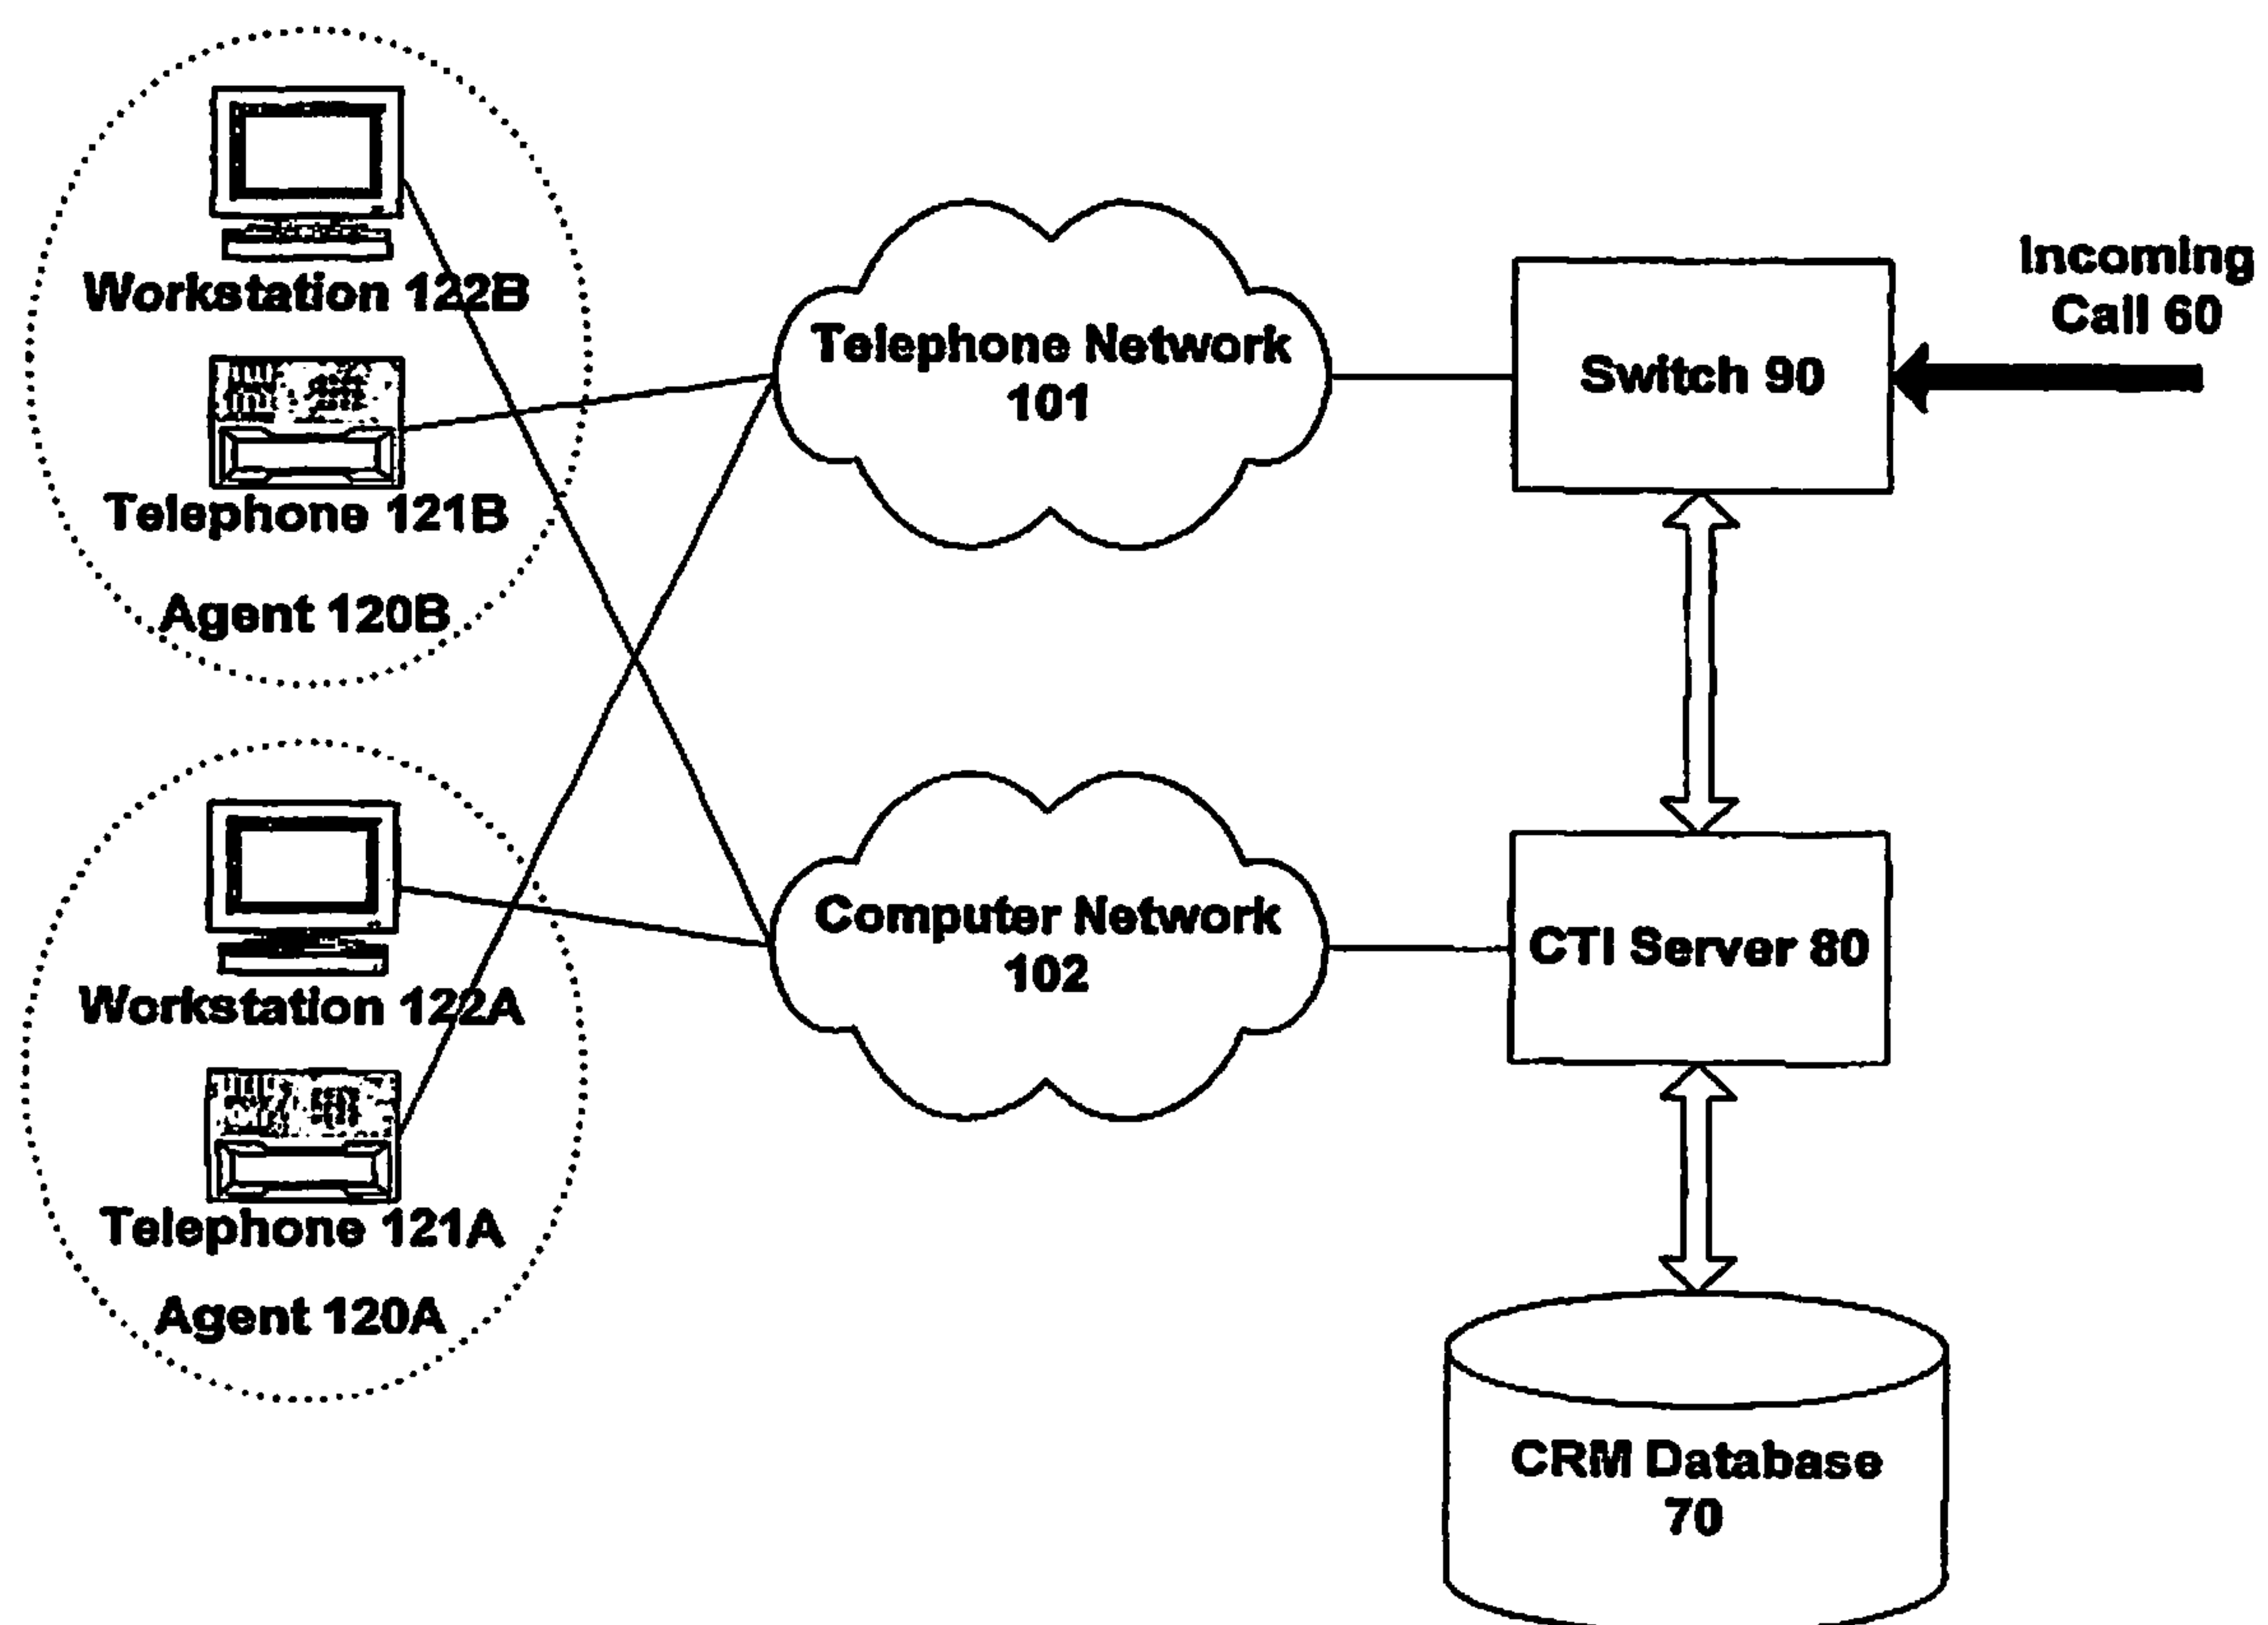 Workstation 122B
Telephone 121B
Agent 120B
Workstation 122A
Telephone 121A
Agent 120A
Telephone Network
101
Computer Network
102
Incoming
Call 60
Switch 90
CTI Server 80
CRM Database
70